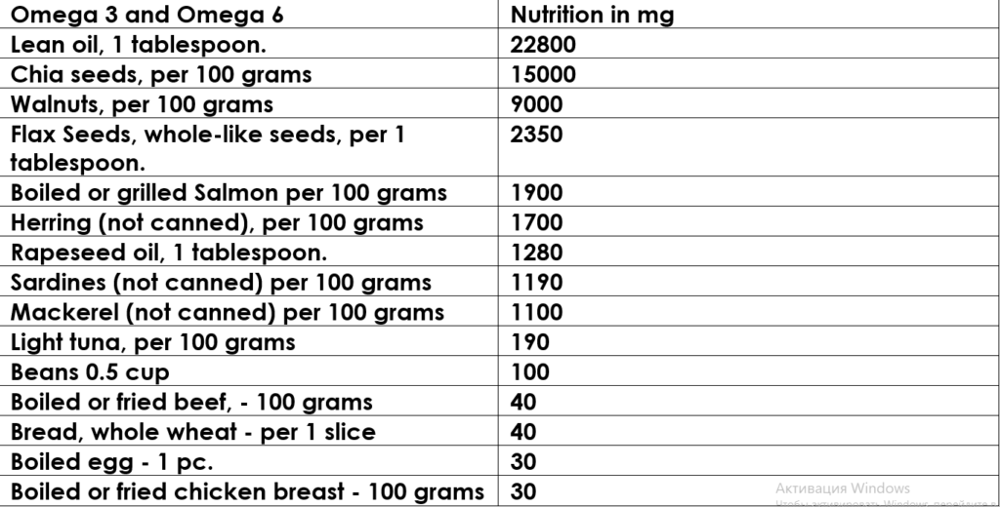 Omega 3 and Omega 6 Nutrition in mg
Lean oil, 1 tablespoon. 22800
Chia seeds, per 100 grams 15000
Walnuts, per 100 grams 9000
Flax Seeds, whole-like seeds, per 1 2350
tablespoon.
Boiled or grilled Salmon per 100 grams 1900
Herring (not canned), per 100 grams 1700
Rapeseed oil, 1 tablespoon. 1280
Sardines (not canned) per 100 grams 1190
Mackerel (not canned) per 100 grams 1100
Light tuna, per 100 grams 190
Beans 0.5 cup 100
Boiled or fried beef, - 100 grams 40
Bread, whole wheat - per 1 slice 40
Boiled egg - 1 pc. 30
Boiled or fried chicken breast - 100 grams 30
Активация Windows